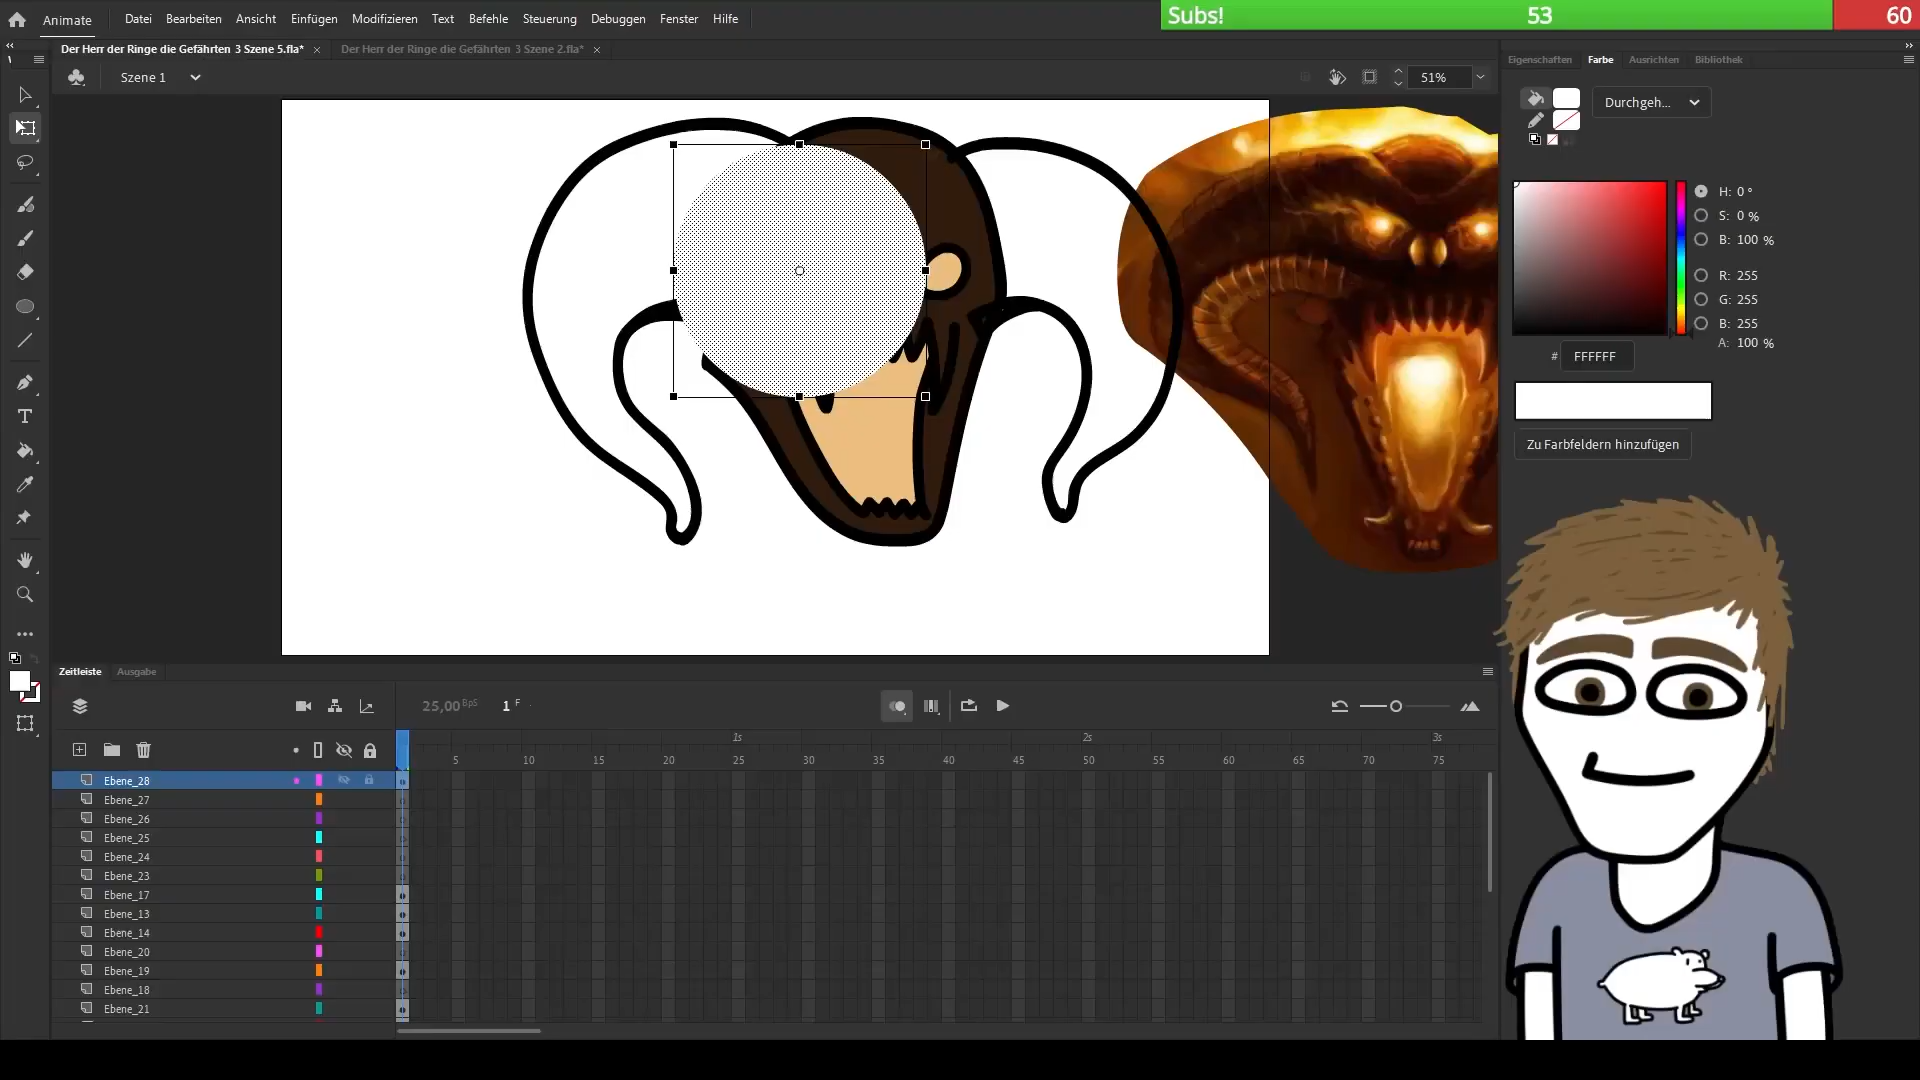 Animate
Datei
Bearbeiten
Ansicht
Einfügen
Modifizieren
Text
Befehle
Steuerung
Debuggen
Fenster
Hilfe
Subs!
53
60
Der Herr der Ringe die Gefährten 3 Szene 5.fla*
Der Herr der Ringe die Gefährten 3 Szene 2.fla*
Szene 1
51%
Eigenschaften
Farbe
Ausrichten
Bibliothek
Durchgeh...
H: 0 °
S: 0 %
B: 100 %
R: 255
G: 255
B: 255
A: 100 %
# FFFFFF
Zu Farbfeldern hinzufügen
Zeitleiste
Ausgabe
25,00 BpS
1 F
1s
2s
3s
5 10 15 20 25 30 35 40 45 50 55 60 65 70 75
Ebene_28
Ebene_27
Ebene_26
Ebene_25
Ebene_24
Ebene_23
Ebene_17
Ebene_13
Ebene_14
Ebene_20
Ebene_19
Ebene_18
Ebene_21